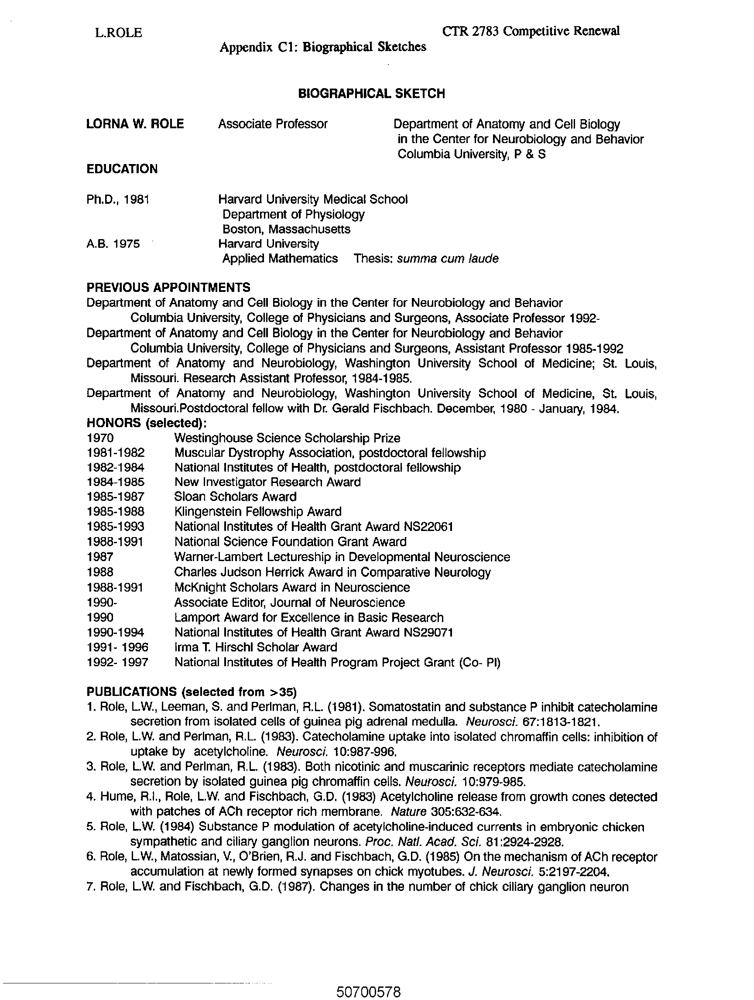 L.ROLE
CTR 2783 Competitive Renewal
Appendix C1: Biographical Sketches
BIOGRAPHICAL SKETCH
LORNA W. ROLE Associate Professor Department of Anatomy and Cell Biology
in the Center for Neurobiology and Behavior
Columbia University, P & S
EDUCATION
Ph.D., 1981 Harvard University Medical School
Department of Physiology
Boston, Massachusetts
A.B. 1975 Harvard University
Applied Mathematics Thesis: summa cum laude
PREVIOUS APPOINTMENTS
Department of Anatomy and Cell Biology in the Center for Neurobiology and Behavior
Columbia University, College of Physicians and Surgeons, Associate Professor 1992-
Department of Anatomy and Cell Biology in the Center for Neurobiology and Behavior
Columbia University, College of Physicians and Surgeons, Assistant Professor 1985-1992
Department of Anatomy and Neurobiology, Washington University School of Medicine; St. Louis,
Missouri. Research Assistant Professor, 1984-1985.
Department of Anatomy and Neurobiology, Washington University School of Medicine, St. Louis,
Missouri.Postdoctoral fellow with Dr. Gerald Fischbach. December, 1980 - January, 1984.
HONORS (selected):
1970 Westinghouse Science Scholarship Prize
1981-1982 Muscular Dystrophy Association, postdoctoral fellowship
1982-1984 National Institutes of Health, postdoctoral fellowship
1984-1985 New Investigator Research Award
1985-1987 Sloan Scholars Award
1985-1988 Klingenstein Fellowship Award
1985-1993 National Institutes of Health Grant Award NS22061
1988-1991 National Science Foundation Grant Award
1987 Warner-Lambert Lectureship in Developmental Neuroscience
1988 Charles Judson Herrick Award in Comparative Neurology
1988-1991 McKnight Scholars Award in Neuroscience
1990- Associate Editor, Journal of Neuroscience
1990 Lamport Award for Excellence in Basic Research
1990-1994 National Institutes of Health Grant Award NS29071
1991- 1996 Irma T. Hirschl Scholar Award
1992- 1997 National Institutes of Health Program Project Grant (Co- PI)
PUBLICATIONS (selected from >35)
1. Role, L.W., Leeman, S. and Perlman, R.L. (1981). Somatostatin and substance P inhibit catecholamine
secretion from isolated cells of guinea pig adrenal medulla. Neurosci. 67:1813-1821.
2. Role, L.W. and Perlman, R.L. (1983). Catecholamine uptake into isolated chromaffin cells: inhibition of
uptake by acetylcholine. Neurosci. 10:987-996.
3. Role, L.W. and Perlman, R.L. (1983). Both nicotinic and muscarinic receptors mediate catecholamine
secretion by isolated guinea pig chromaffin cells. Neurosci. 10:979-985.
4. Hume, R.I., Role, L.W. and Fischbach, G.D. (1983) Acetylcholine release from growth cones detected
with patches of ACh receptor rich membrane. Nature 305:632-634.
5. Role, L.W. (1984) Substance P modulation of acetylcholine-induced currents in embryonic chicken
sympathetic and ciliary ganglion neurons. Proc. Natl. Acad. Sci. 81:2924-2928.
6. Role, L.W., Matossian, V., O'Brien, R.J. and Fischbach, G.D. (1985) On the mechanism of ACh receptor
accumulation at newly formed synapses on chick myotubes. J. Neurosci. 5:2197-2204.
7. Role, L.W. and Fischbach, G.D. (1987). Changes in the number of chick ciliary ganglion neuron
50700578